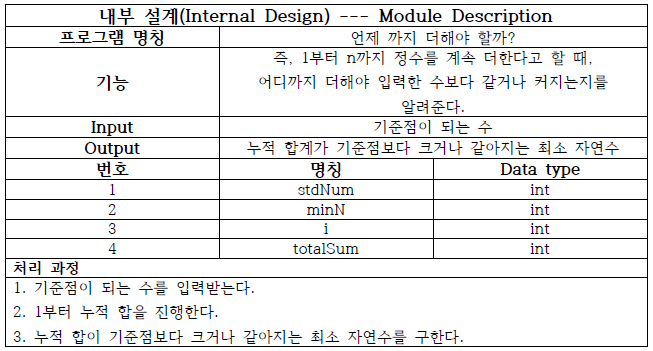 내부 설계(Internal Design) --- Module Description
프로그램 명칭 언제 까지 더해야 할까?
기능 즉, 1부터 n까지 정수를 계속 더한다고 할 때,
어디까지 더해야 입력한 수보다 같거나 커지는지를
알려준다.
Input 기준점이 되는 수
Output 누적 합계가 기준점보다 크거나 같아지는 최소 자연수
번호 명칭 Data type
1 stdNum int
2 minN int
3 i int
4 totalSum int
처리 과정
1. 기준점이 되는 수를 입력받는다.
2. 1부터 누적 합을 진행한다.
3. 누적 합이 기준점보다 크거나 같아지는 최소 자연수를 구한다.